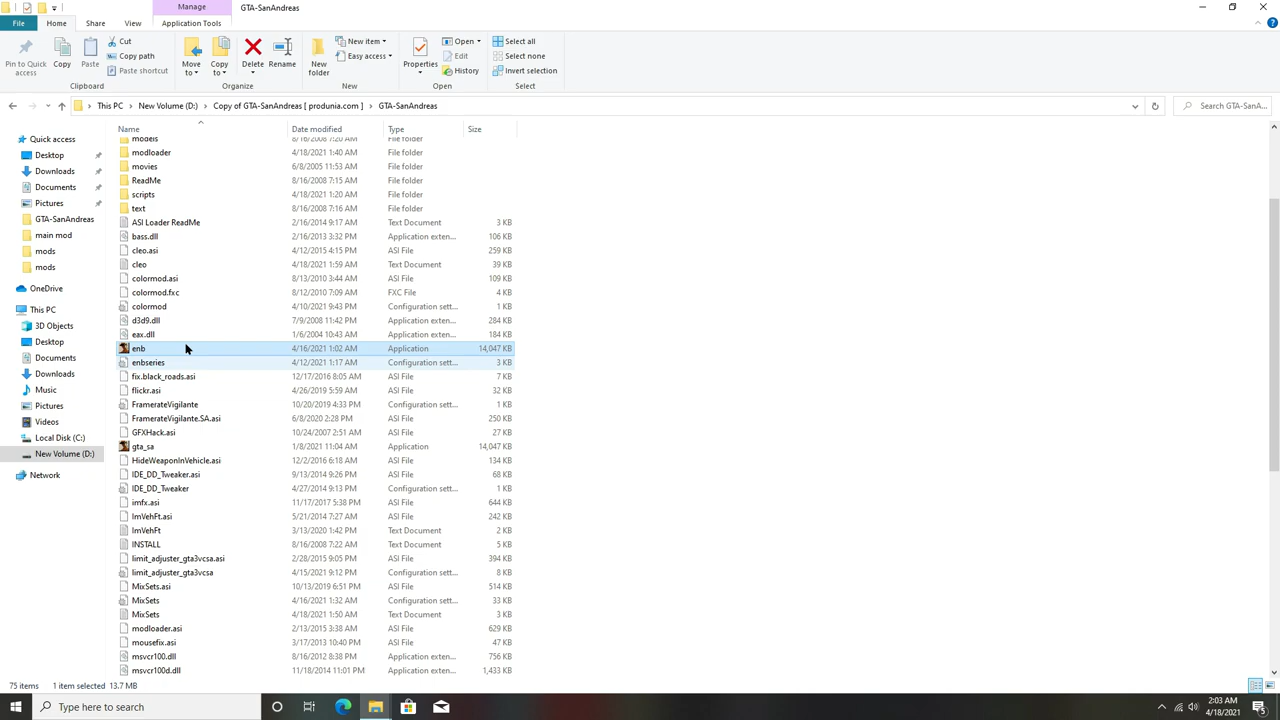 Manage
GTA-SanAndreas
File
Home
Share
View
Application Tools
Pin to Quick access
Copy
Paste
Cut
Copy path
Paste shortcut
Clipboard
Move to
Copy to
Delete
Rename
Organize
New folder
New item
Easy access
New
Properties
Open
Edit
History
Open
Select all
Select none
Invert selection
Select
This PC > New Volume (D:) > Copy of GTA-SanAndreas [ produnia.com ] > GTA-SanAndreas
Search GTA-SanA...
Name Date modified Type Size
Quick access
Desktop
Downloads
Documents
Pictures
GTA-SanAndreas
main mod
mods
mods
OneDrive
This PC
3D Objects
Desktop
Documents
Downloads
Music
Pictures
Videos
Local Disk (C:)
New Volume (D:)
Network
models 8/16/2008 7:20 AM File folder
modloader 4/18/2021 1:40 AM File folder
movies 6/8/2005 11:53 AM File folder
ReadMe 8/16/2008 7:15 AM File folder
scripts 4/18/2021 1:20 AM File folder
text 8/16/2008 7:16 AM File folder
ASI Loader ReadMe 2/16/2014 9:17 AM Text Document 3 KB
bass.dll 2/16/2013 3:32 PM Application exten... 106 KB
cleo.asi 4/12/2015 4:15 PM ASI File 259 KB
cleo 4/18/2021 1:59 AM Text Document 39 KB
colormod.asi 8/13/2010 3:44 AM ASI File 109 KB
colormod.fxc 8/12/2010 7:09 AM FXC File 4 KB
colormod 4/10/2021 9:43 PM Configuration sett... 1 KB
d3d9.dll 7/9/2008 11:42 PM Application exten... 284 KB
eax.dll 1/6/2004 10:43 AM Application exten... 184 KB
enb 4/16/2021 1:02 AM Application 14,047 KB
enbseries 4/12/2021 1:17 AM Configuration sett... 3 KB
fix.black_roads.asi 12/17/2016 8:05 AM ASI File 7 KB
flickr.asi 4/26/2019 5:59 AM ASI File 32 KB
FramerateVigilante 10/20/2019 4:33 PM Configuration sett... 1 KB
FramerateVigilante.SA.asi 6/8/2020 2:28 PM ASI File 250 KB
GFXHack.asi 10/24/2007 2:51 AM ASI File 27 KB
gta_sa 1/8/2021 11:04 AM Application 14,047 KB
HideWeaponInVehicle.asi 12/2/2016 6:18 AM ASI File 134 KB
IDE_DD_Tweaker.asi 9/13/2014 9:26 PM ASI File 68 KB
IDE_DD_Tweaker 4/27/2014 9:13 PM Configuration sett... 1 KB
imfx.asi 11/17/2017 5:38 PM ASI File 644 KB
ImVehFt.asi 5/21/2014 7:27 AM ASI File 242 KB
ImVehFt 3/13/2020 1:42 PM Text Document 2 KB
INSTALL 8/16/2008 7:22 AM Text Document 5 KB
limit_adjuster_gta3vcsa.asi 2/28/2015 9:05 PM ASI File 394 KB
limit_adjuster_gta3vcsa 4/15/2021 9:12 PM Configuration sett... 8 KB
MixSets.asi 10/13/2019 6:51 PM ASI File 514 KB
MixSets 4/16/2021 1:32 AM Configuration sett... 33 KB
MixSets 4/18/2021 1:50 AM Text Document 3 KB
modloader.asi 2/13/2015 3:38 AM ASI File 629 KB
mousefix.asi 3/17/2013 10:40 PM ASI File 47 KB
msvcr100.dll 8/16/2012 8:38 PM Application exten... 756 KB
msvcr100d.dll 11/18/2014 11:01 PM Application exten... 1,433 KB
75 items 1 item selected 13.7 MB
Type here to search
2:03 AM
4/18/2021
5